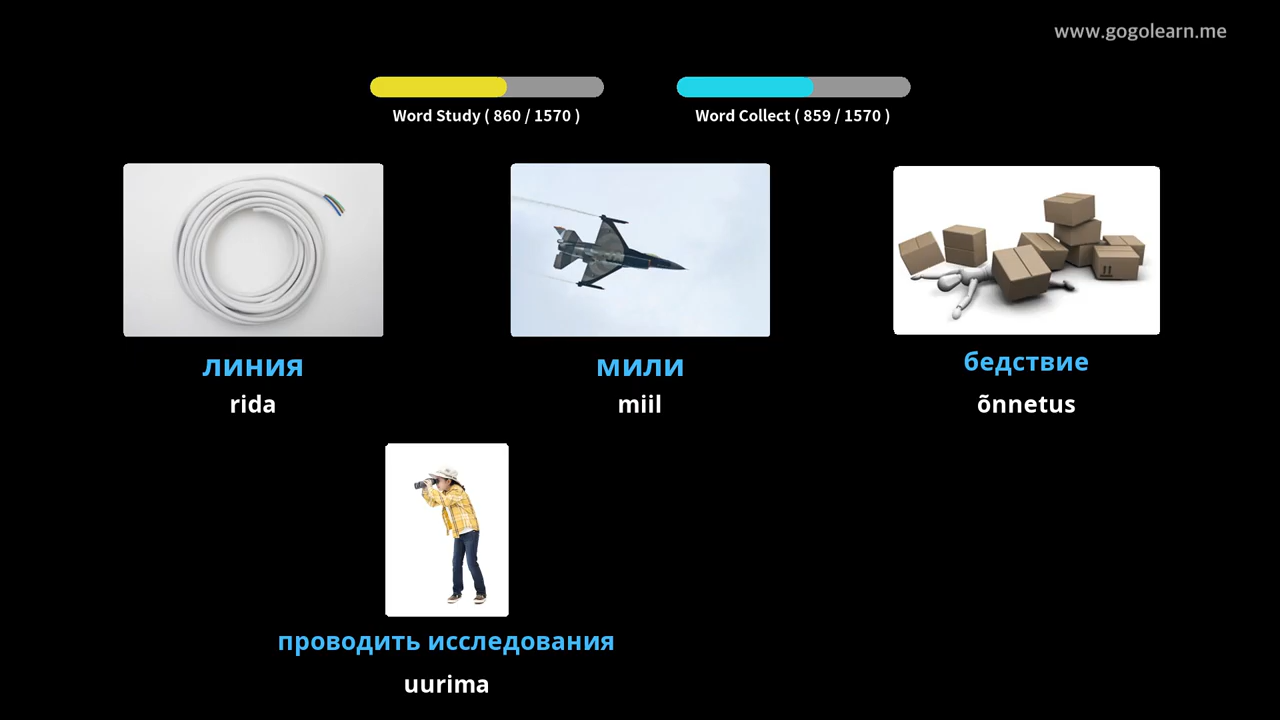 www.gogolearn.me
Word Study ( 860 / 1570 )
Word Collect ( 859 / 1570 )
линия
rida
мили
miil
бедствие
õnnetus
проводить исследования
uurima